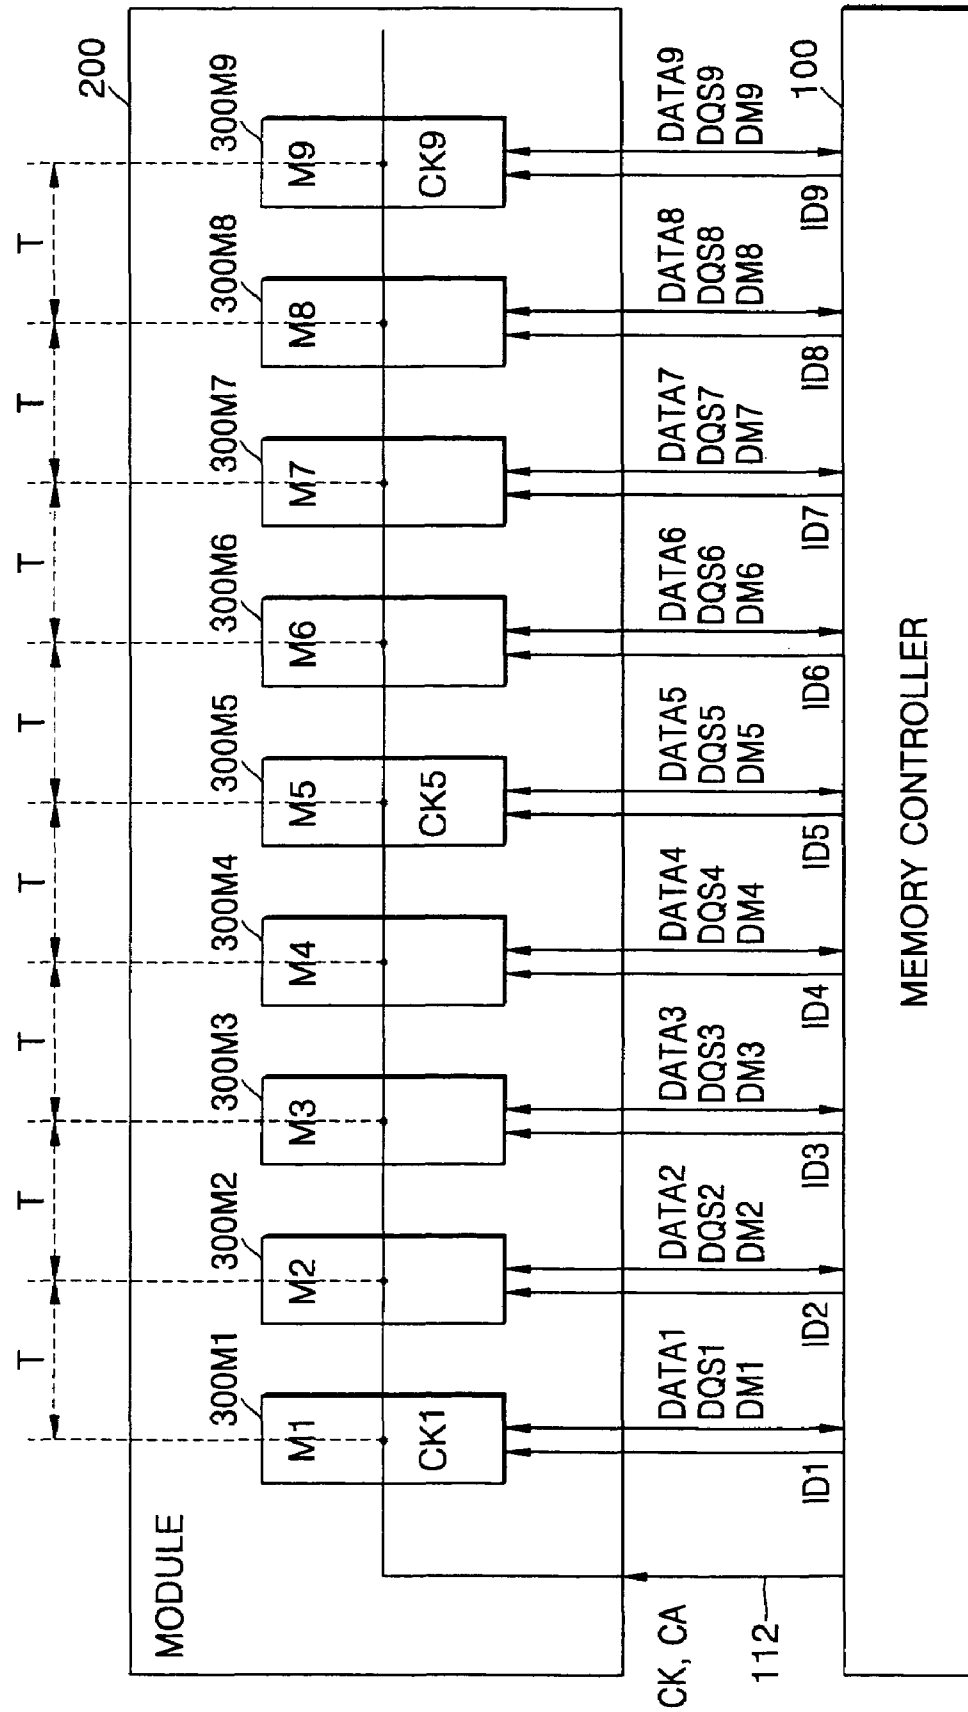 T
T
T
T
T
T
T
T
200
MODULE
300M1
300M2
300M3
300M4
300M5
300M6
300M7
300M8
300M9
M1
M2
M3
M4
M5
M6
M7
M8
M9
CK1
CK5
CK9
CK, CA
112
DATA1
DQS1
DM1
DATA2
DQS2
DM2
DATA3
DQS3
DM3
DATA4
DQS4
DM4
DATA5
DQS5
DM5
DATA6
DQS6
DM6
DATA7
DQS7
DM7
DATA8
DQS8
DM8
DATA9
DQS9
DM9
ID1
ID2
ID3
ID4
ID5
ID6
ID7
ID8
ID9
100
MEMORY CONTROLLER